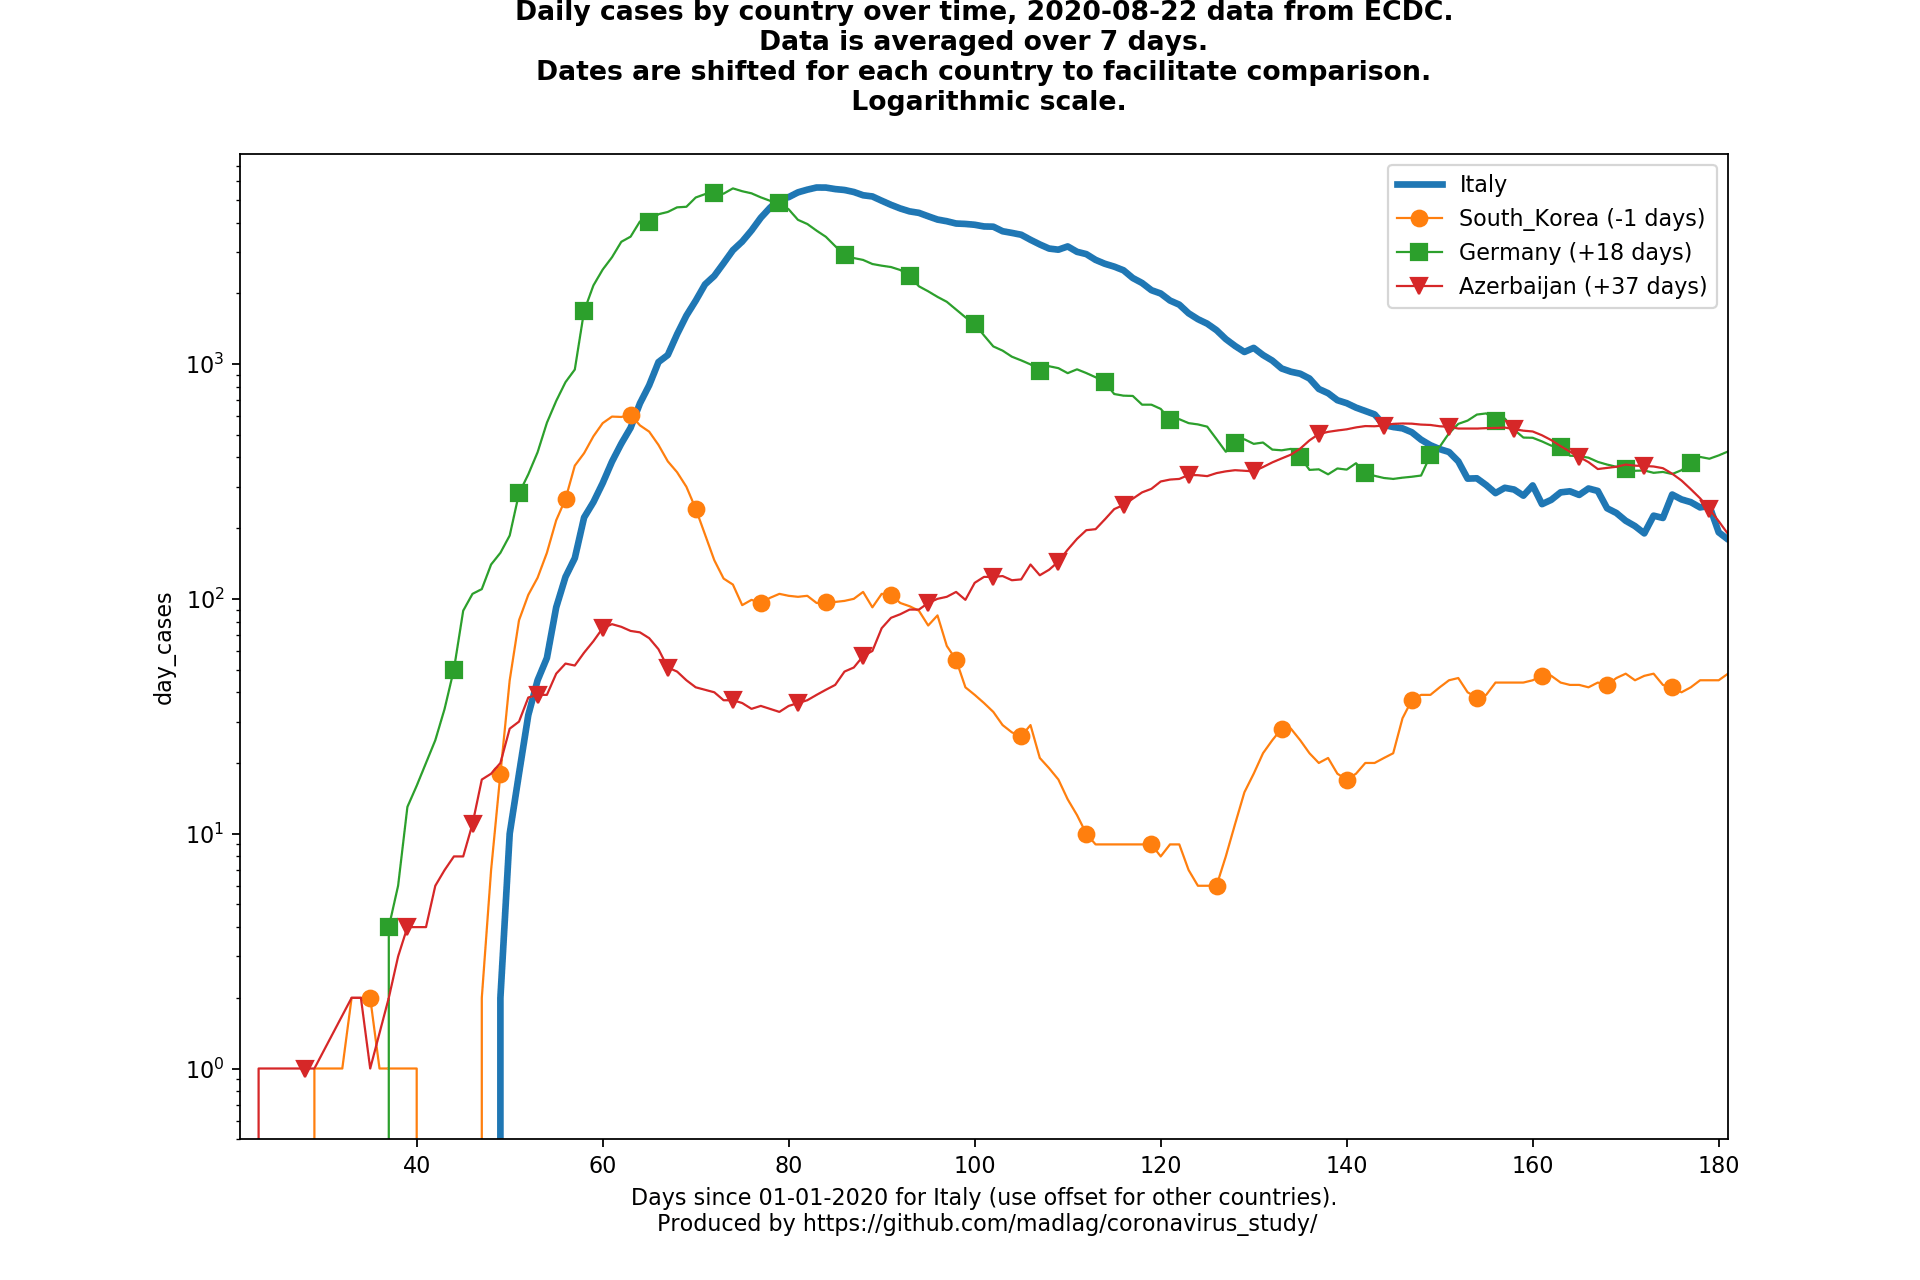 Daily cases by country over time, 2020-08-22 data from ECDC.
Data is averaged over 7 days.
Dates are shifted for each country to facilitate comparison.
Logarithmic scale.
Italy
South_Korea (-1 days)
Germany (+18 days)
Azerbaijan (+37 days)
day_cases
10³
10²
10¹
10⁰
40 60 80 100 120 140 160 180
Days since 01-01-2020 for Italy (use offset for other countries).
Produced by https://github.com/madlag/coronavirus_study/